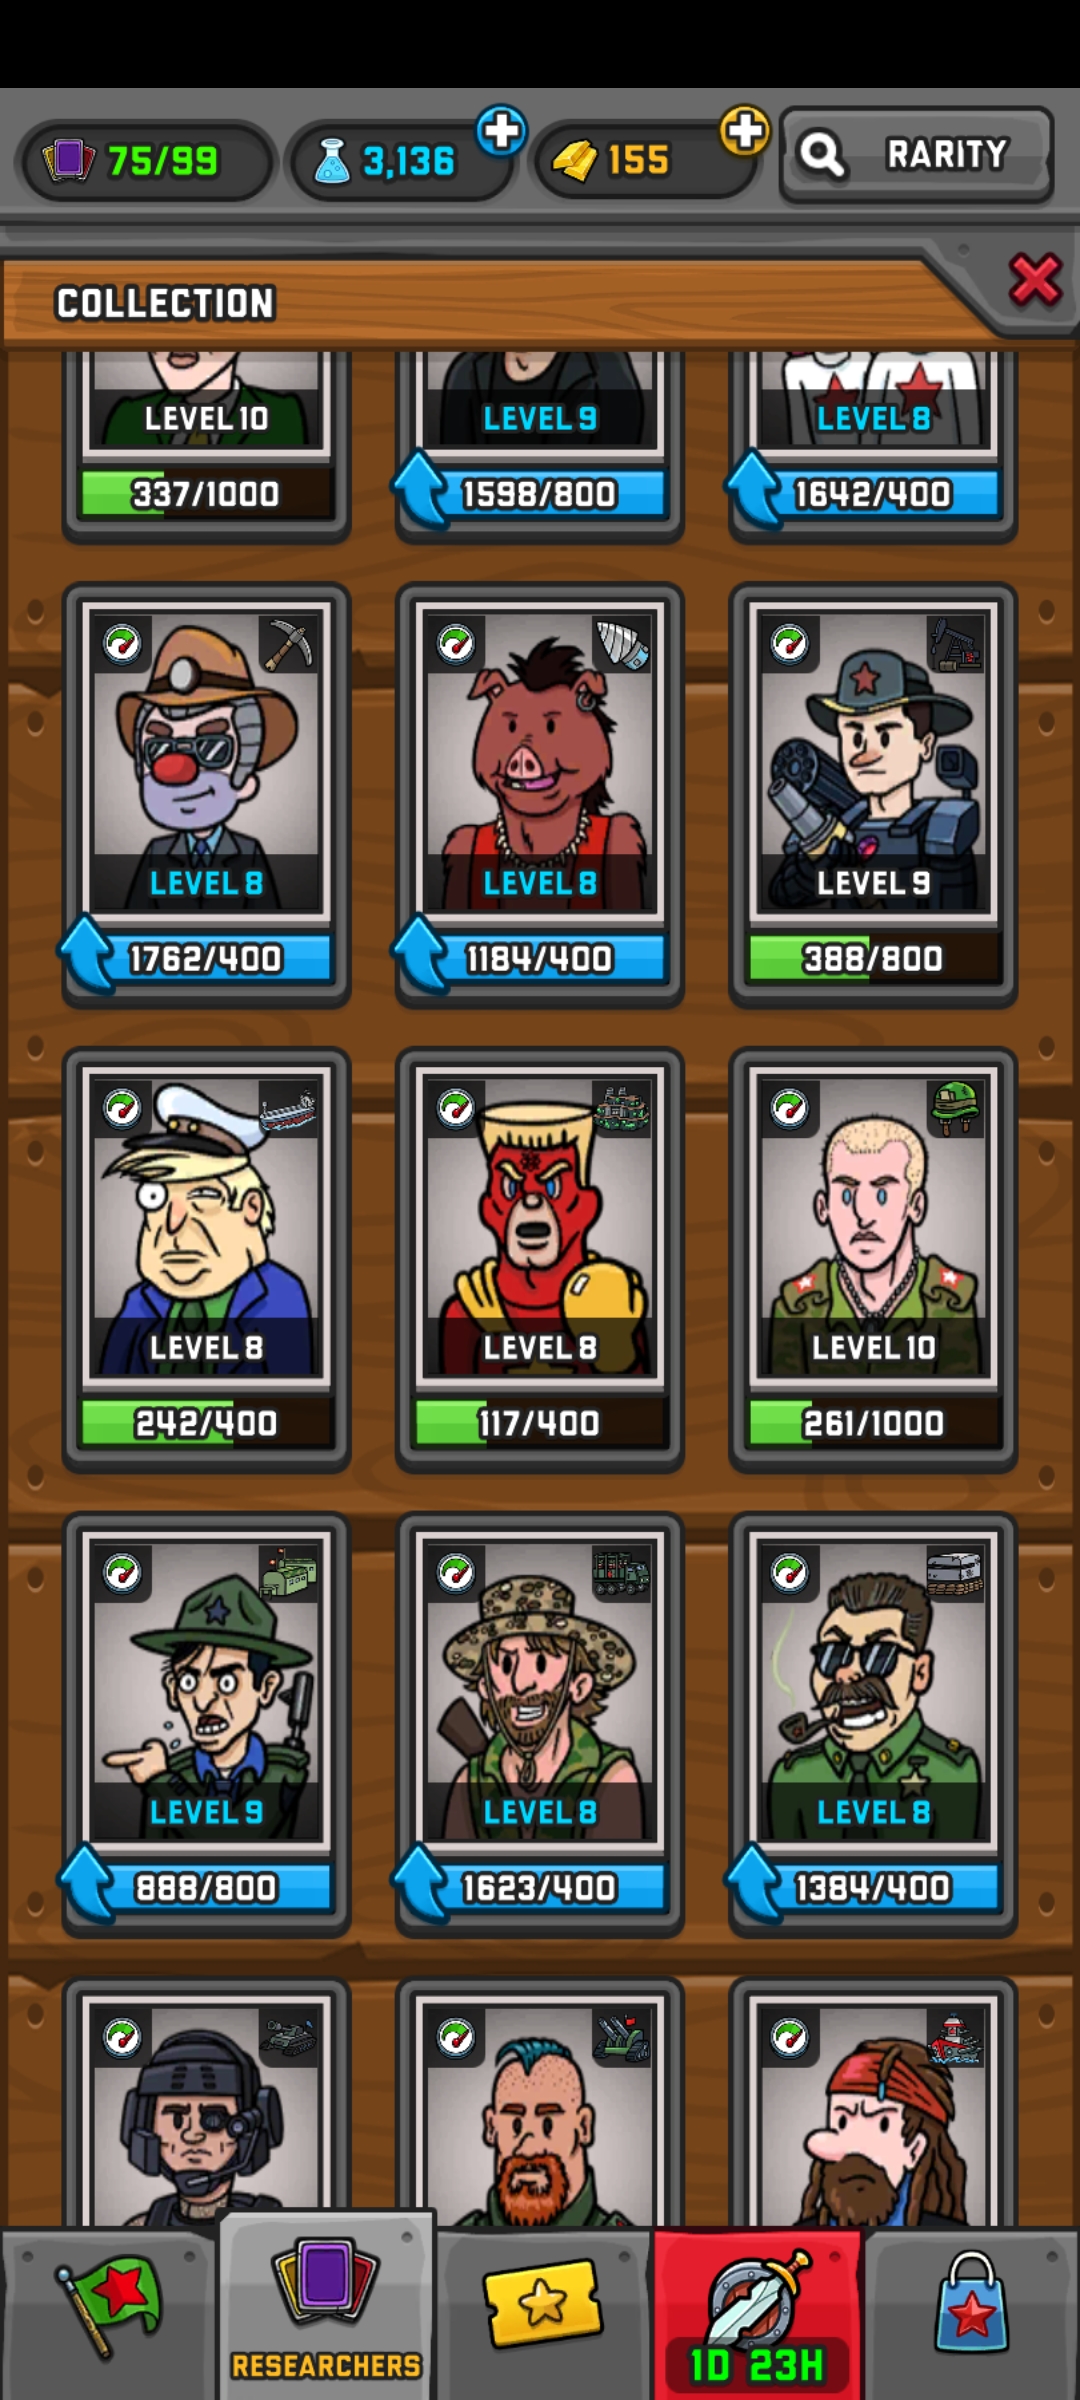 75/99
3,136
155
RARITY
COLLECTION
LEVEL 10
LEVEL 9
LEVEL 8
337/1000
1598/800
1642/400
LEVEL 8
LEVEL 8
LEVEL 9
1762/400
1184/400
388/800
LEVEL 8
LEVEL 8
LEVEL 10
242/400
117/400
261/1000
LEVEL 9
LEVEL 8
LEVEL 8
888/800
1623/400
1384/400
RESEARCHERS
1D 23H